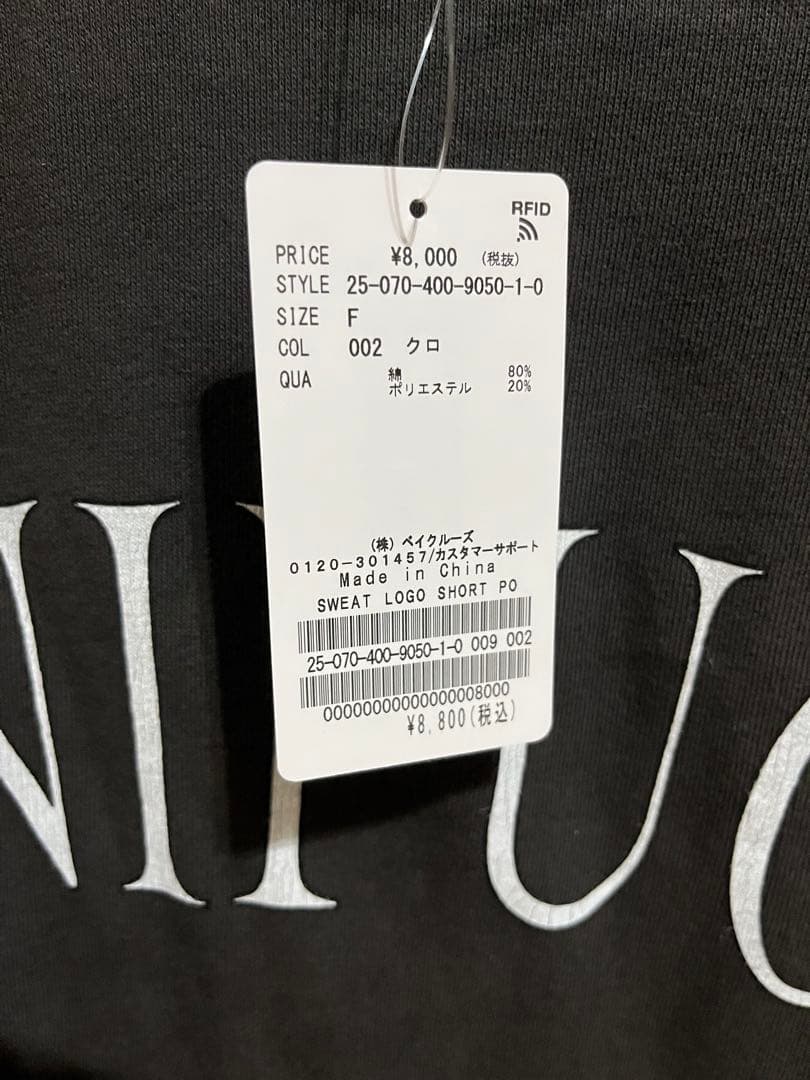 RFID
PRICE ¥8,000 (税抜)
STYLE 25-070-400-9050-1-0
SIZE F
COL 002 クロ
QUA 綿 80%
ポリエステル 20%
(株)ベイクルーズ
0120-301457/カスタマーサポート
Made in China
SWEAT LOGO SHORT PO
25-070-400-9050-1-0 009 002
00000000000000008000
¥8,800(税込)